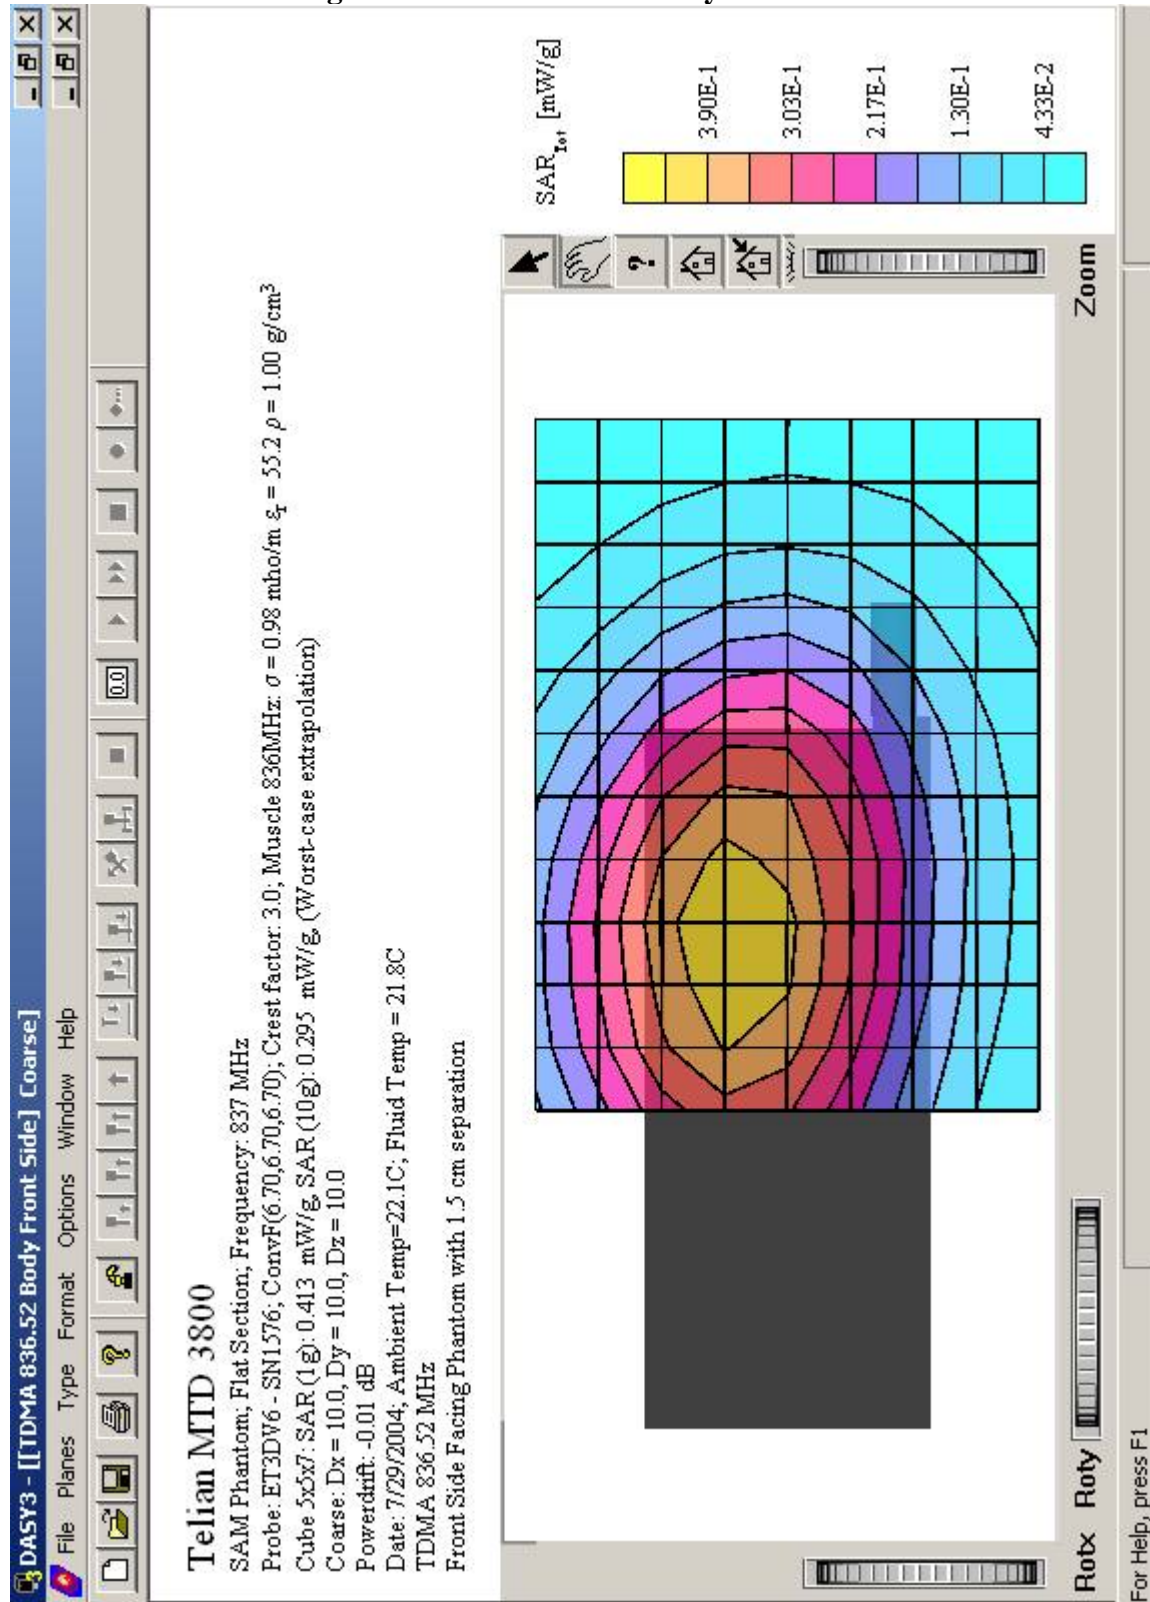 DASY3 - [[TDMA 836.52 Body Front Side] Coarse]
File Planes Type Format Options Window Help
0.0
Telian MTD 3800
SAM Phantom; Flat Section; Frequency: 837 MHz
Probe: ET3DV6 - SN1576; ConvF(6.70,6.70,6.70); Crest factor: 3.0; Muscle 836MHz: σ = 0.98 mho/m εr = 55.2 ρ = 1.00 g/cm³
Cube 5x5x7: SAR (1g): 0.413 mW/g, SAR (10g): 0.295 mW/g, (Worst-case extrapolation)
Coarse: Dx = 10.0, Dy = 10.0, Dz = 10.0
Powerdrift: -0.01 dB
Date: 7/29/2004; Ambient Temp=22.1C; Fluid Temp = 21.8C
TDMA 836.52 MHz
Front Side Facing Phantom with 1.5 cm separation
SARTot [mW/g]
3.90E-1
3.03E-1
2.17E-1
1.30E-1
4.33E-2
Rotx Roty Zoom
For Help, press F1